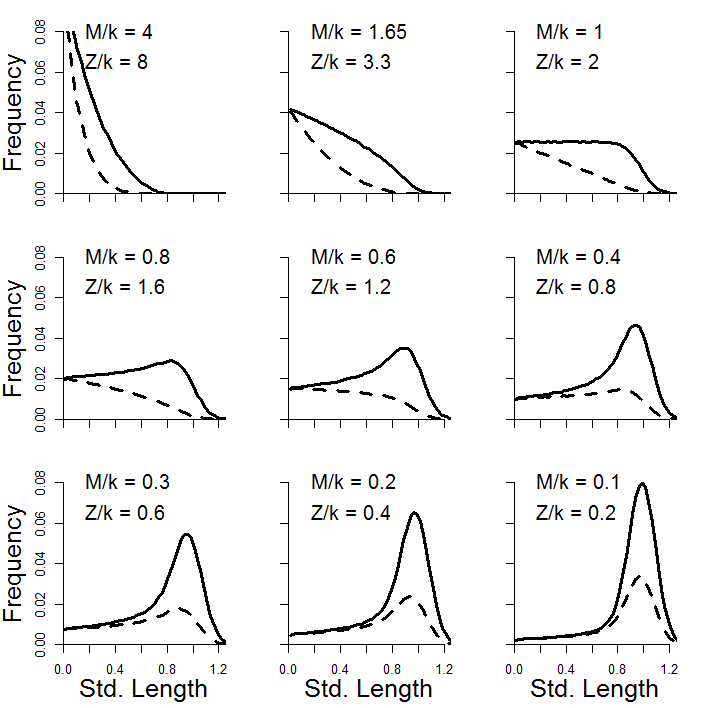 M/k = 4
Z/k = 8
M/k = 1.65
Z/k = 3.3
M/k = 1
Z/k = 2
Frequency
0.00 0.02 0.04 0.06 0.08
M/k = 0.8
Z/k = 1.6
M/k = 0.6
Z/k = 1.2
M/k = 0.4
Z/k = 0.8
Frequency
0.00 0.02 0.04 0.06 0.08
M/k = 0.3
Z/k = 0.6
M/k = 0.2
Z/k = 0.4
M/k = 0.1
Z/k = 0.2
Frequency
0.00 0.02 0.04 0.06 0.08
0.0 0.4 0.8 1.2
0.0 0.4 0.8 1.2
0.0 0.4 0.8 1.2
Std. Length
Std. Length
Std. Length